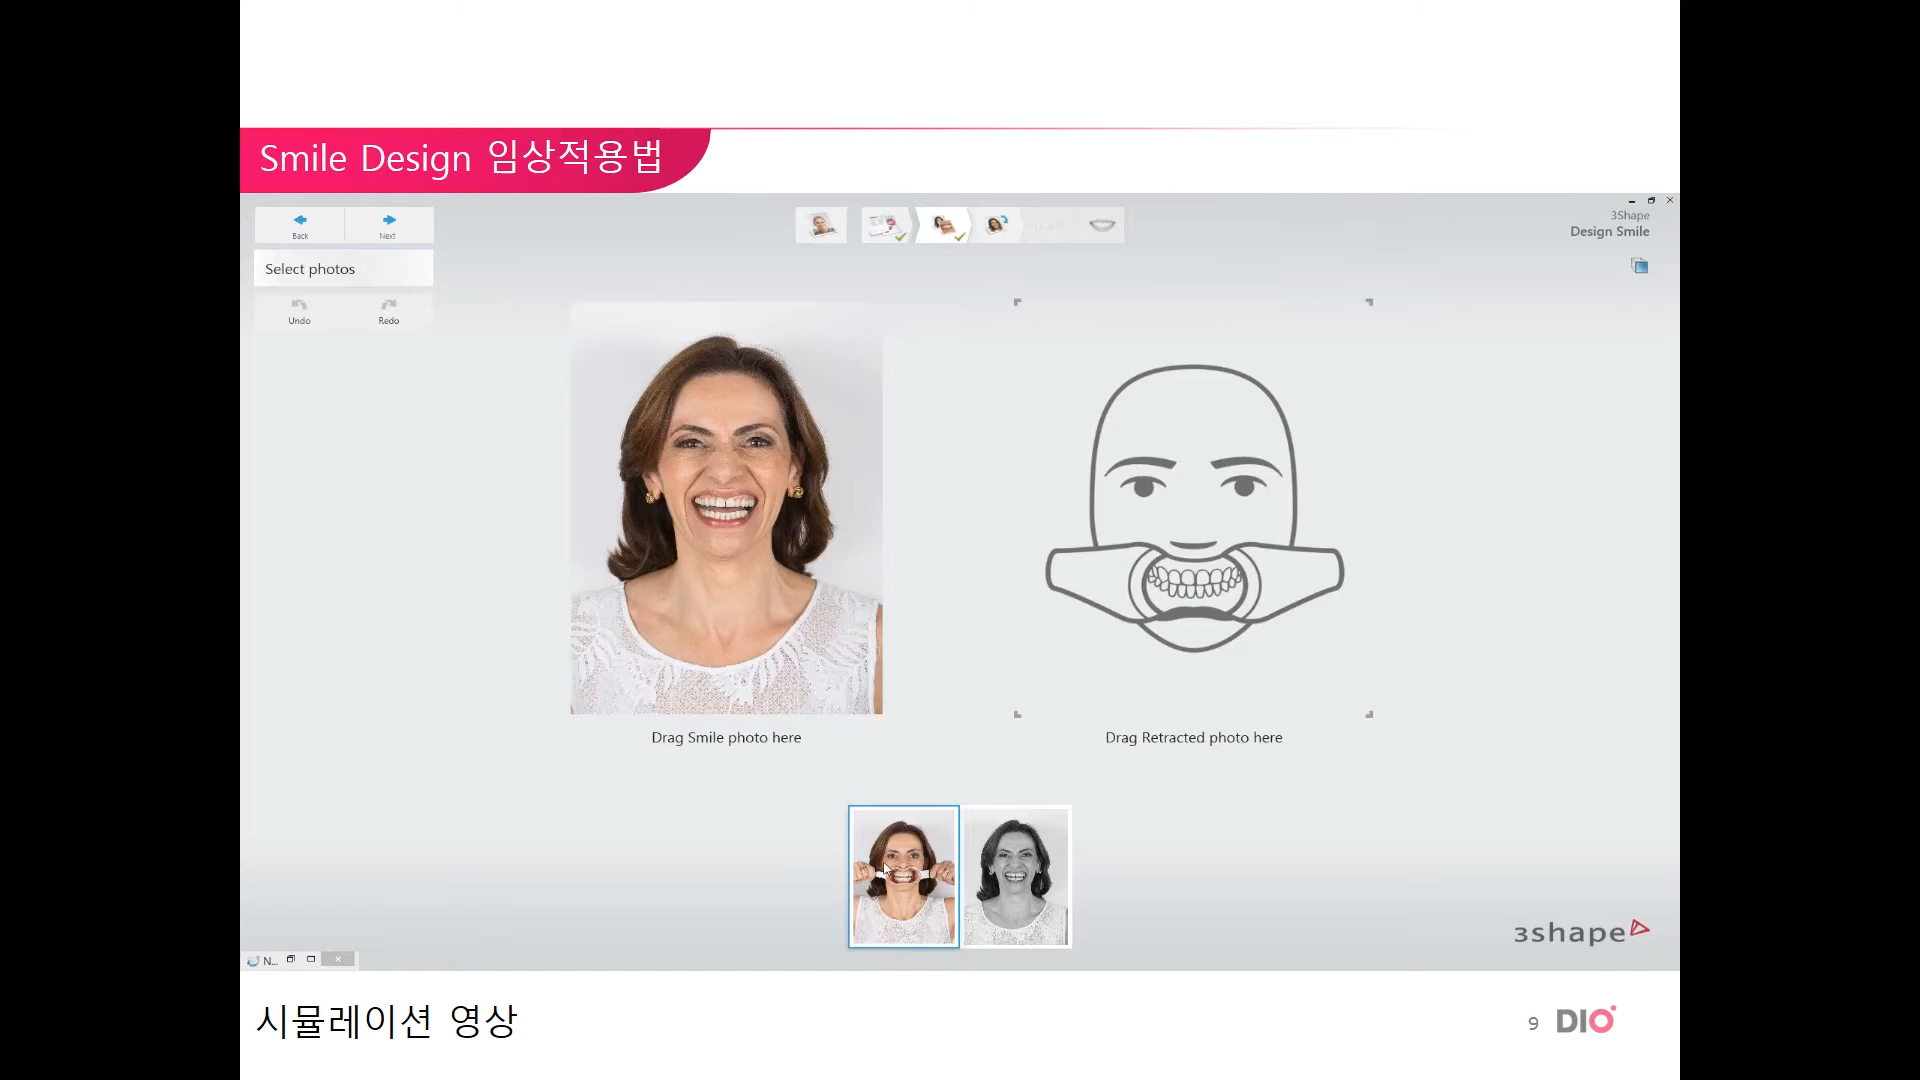 Smile Design 임상적용법
Back
Next
3Shape
Design Smile
Select photos
Undo
Redo
Drag Smile photo here
Drag Retracted photo here
3shape
N...
시뮬레이션 영상
9
DIO